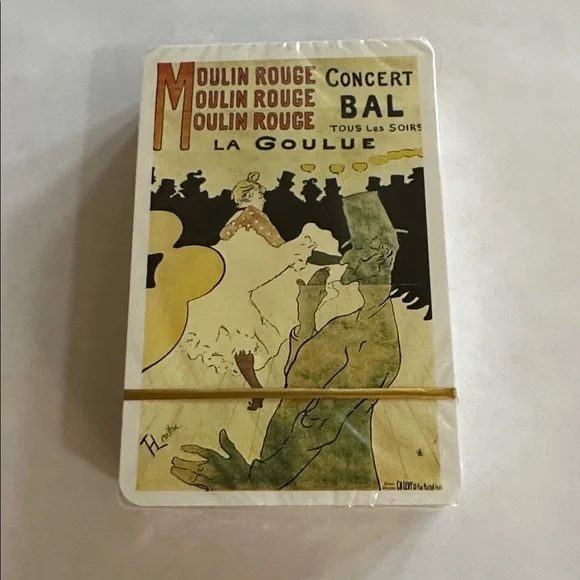 MOULIN ROUGE CONCERT
MOULIN ROUGE BAL
MOULIN ROUGE TOUS LES SOIRS
LA GOULUE